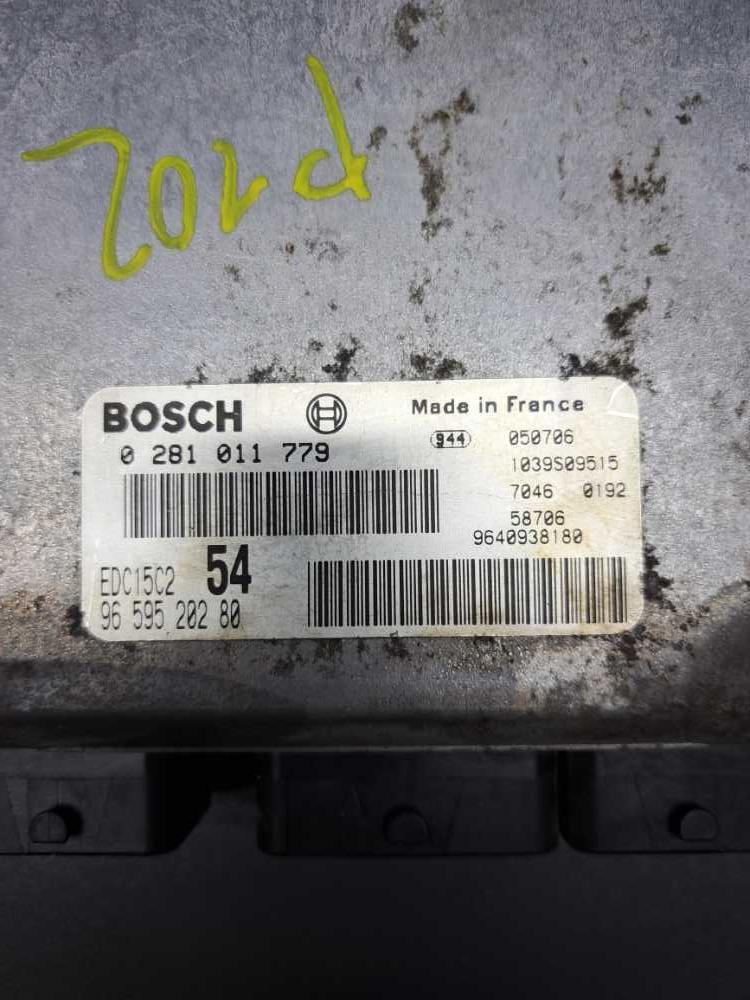 BOSCH Made in France
0 281 011 779
944 050706
1039S09515
7046 0192
58706
9640938180
EDC15C2 54
96 595 202 80